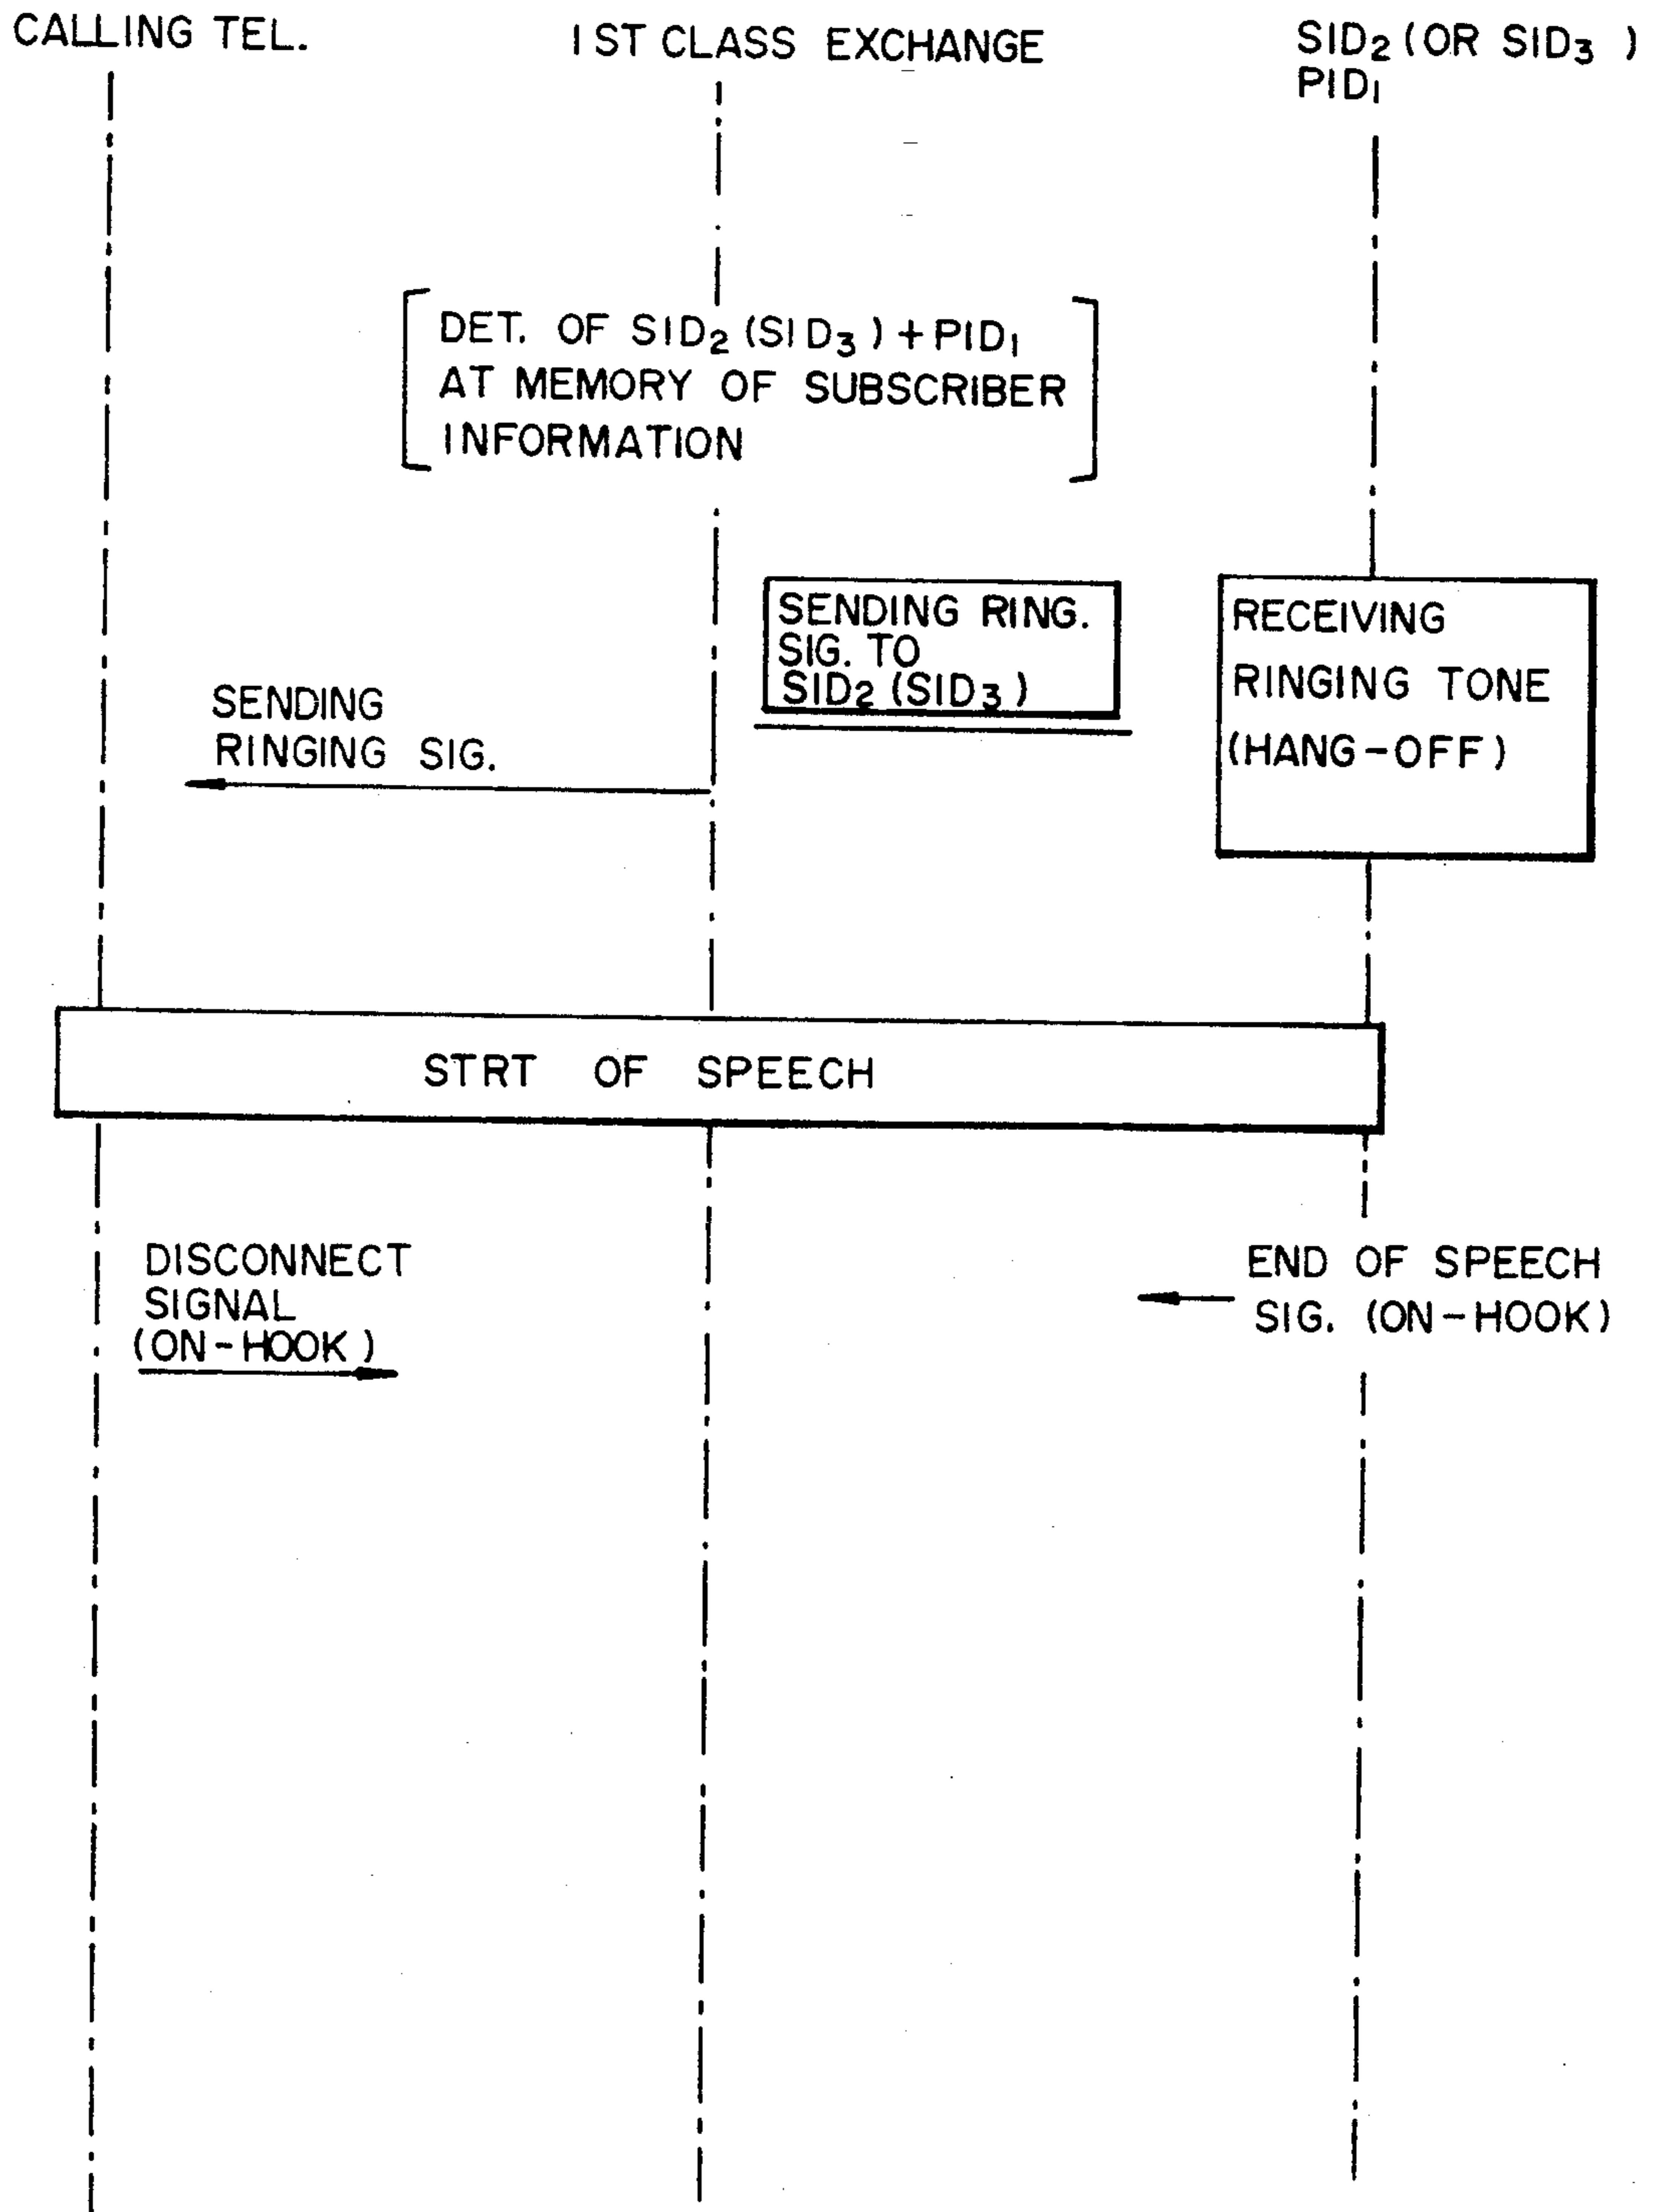 CALLING TEL.
1ST CLASS EXCHANGE
SID₂ (OR SID₃)
PID₁
DET. OF SID₂ (SID₃) + PID₁
AT MEMORY OF SUBSCRIBER
INFORMATION
SENDING RING.
SIG. TO
SID₂ (SID₃)
RECEIVING
RINGING TONE
(HANG-OFF)
SENDING
RINGING SIG.
STRT OF SPEECH
DISCONNECT
SIGNAL
(ON-HOOK)
END OF SPEECH
SIG. (ON-HOOK)